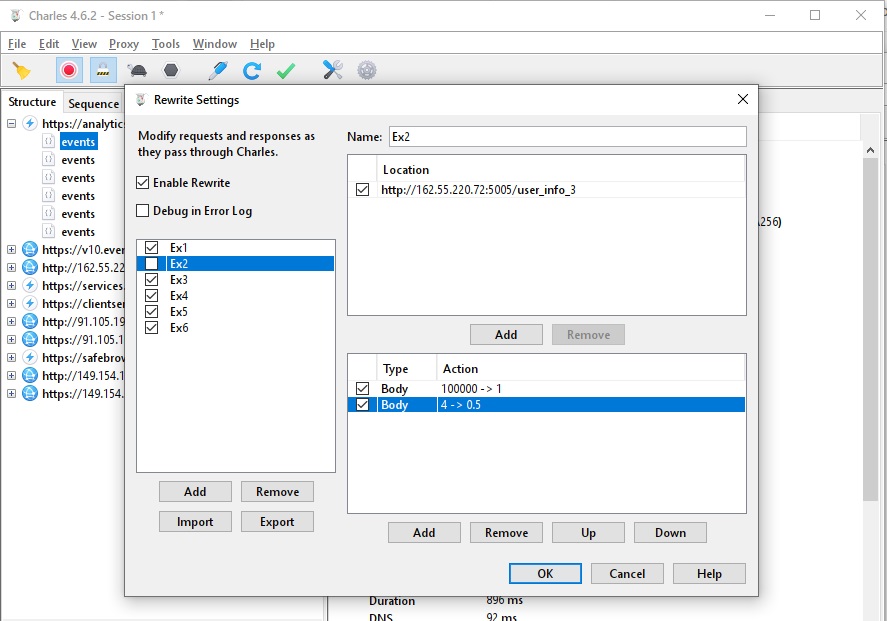 Charles 4.6.2 - Session 1 *
File Edit View Proxy Tools Window Help
Structure Sequence
https://analytic
events
events
events
events
events
events
https://v10.ever
http://162.55.22
https://services.
https://clientser
http://91.105.19
https://91.105.1
https://safebrow
http://149.154.1
https://149.154.
Rewrite Settings
Modify requests and responses as
they pass through Charles.
Enable Rewrite
Debug in Error Log
Ex1
Ex2
Ex3
Ex4
Ex5
Ex6
Add Remove
Import Export
Name: Ex2
Location
http://162.55.220.72:5005/user_info_3
Add Remove
Type Action
Body 100000 -> 1
Body 4 -> 0.5
Add Remove Up Down
OK Cancel Help
A256)
Duration 896 ms
DNS 92 ms